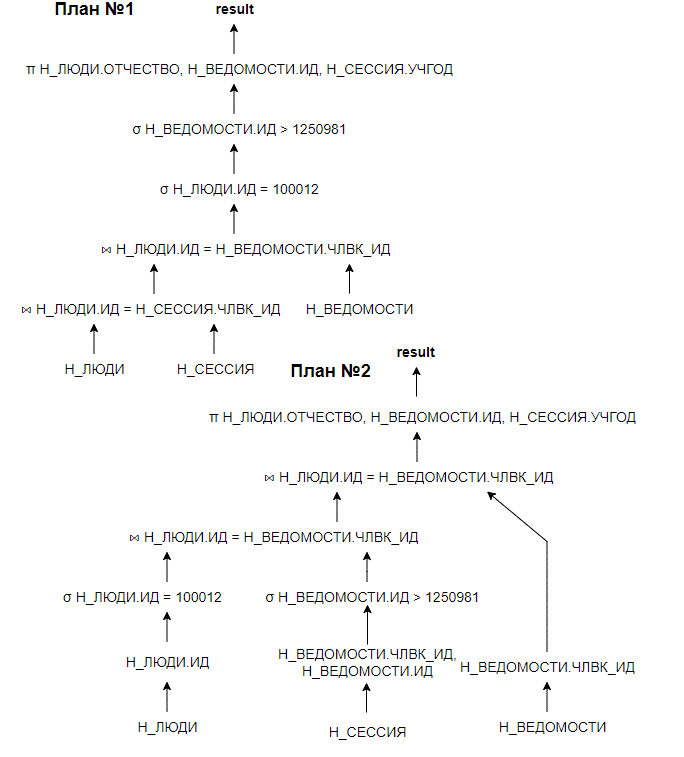 План №1
result
π Н_ЛЮДИ.ОТЧЕСТВО, Н_ВЕДОМОСТИ.ИД, Н_СЕССИЯ.УЧГОД
σ Н_ВЕДОМОСТИ.ИД > 1250981
σ Н_ЛЮДИ.ИД = 100012
⋈ Н_ЛЮДИ.ИД = Н_ВЕДОМОСТИ.ЧЛВК_ИД
⋈ Н_ЛЮДИ.ИД = Н_СЕССИЯ.ЧЛВК_ИД
Н_ВЕДОМОСТИ
Н_ЛЮДИ
Н_СЕССИЯ
План №2
result
π Н_ЛЮДИ.ОТЧЕСТВО, Н_ВЕДОМОСТИ.ИД, Н_СЕССИЯ.УЧГОД
⋈ Н_ЛЮДИ.ИД = Н_ВЕДОМОСТИ.ЧЛВК_ИД
⋈ Н_ЛЮДИ.ИД = Н_ВЕДОМОСТИ.ЧЛВК_ИД
σ Н_ЛЮДИ.ИД = 100012
σ Н_ВЕДОМОСТИ.ИД > 1250981
Н_ЛЮДИ.ИД
Н_ВЕДОМОСТИ.ЧЛВК_ИД,
Н_ВЕДОМОСТИ.ИД
Н_ВЕДОМОСТИ.ЧЛВК_ИД
Н_ЛЮДИ
Н_СЕССИЯ
Н_ВЕДОМОСТИ